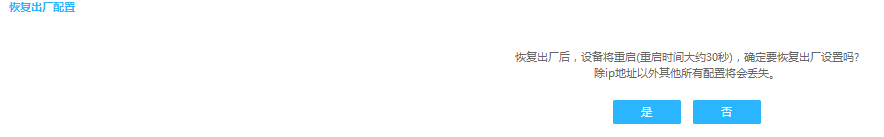 恢复出厂配置
恢复出厂后，设备将重启(重启时间大约30秒)，确定要恢复出厂设置吗?
除ip地址以外其他所有配置将会丢失。
是
否